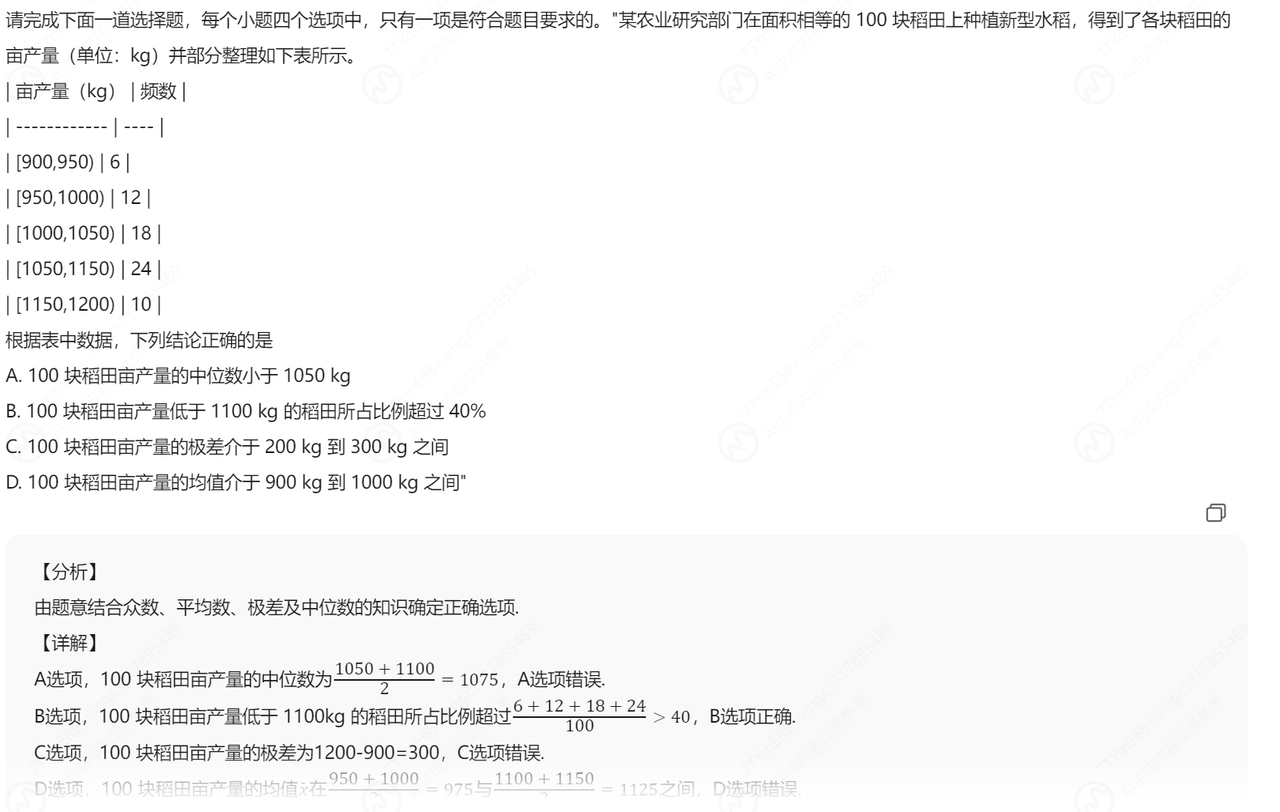 请完成下面一道选择题，每个小题四个选项中，只有一项是符合题目要求的。"某农业研究部门在面积相等的 100 块稻田上种植新型水稻，得到了各块稻田的
亩产量（单位：kg）并部分整理如下表所示。
| 亩产量（kg） | 频数 |
| ------------ | ---- |
| [900,950) | 6 |
| [950,1000) | 12 |
| [1000,1050) | 18 |
| [1050,1150) | 24 |
| [1150,1200) | 10 |
根据表中数据，下列结论正确的是
A. 100 块稻田亩产量的中位数小于 1050 kg
B. 100 块稻田亩产量低于 1100 kg 的稻田所占比例超过 40%
C. 100 块稻田亩产量的极差介于 200 kg 到 300 kg 之间
D. 100 块稻田亩产量的均值介于 900 kg 到 1000 kg 之间"
【分析】
由题意结合众数、平均数、极差及中位数的知识确定正确选项.
【详解】
A选项，100 块稻田亩产量的中位数为\frac{1050 + 1100}{2} = 1075，A选项错误.
B选项，100 块稻田亩产量低于 1100kg 的稻田所占比例超过\frac{6 + 12 + 18 + 24}{100} > 40，B选项正确.
C选项，100 块稻田亩产量的极差为1200-900=300，C选项错误.
D选项，100 块稻田亩产量的均值x̄在\frac{950 + 1000}{2} = 975与\frac{1100 + 1150}{2} = 1125之间，D选项错误.